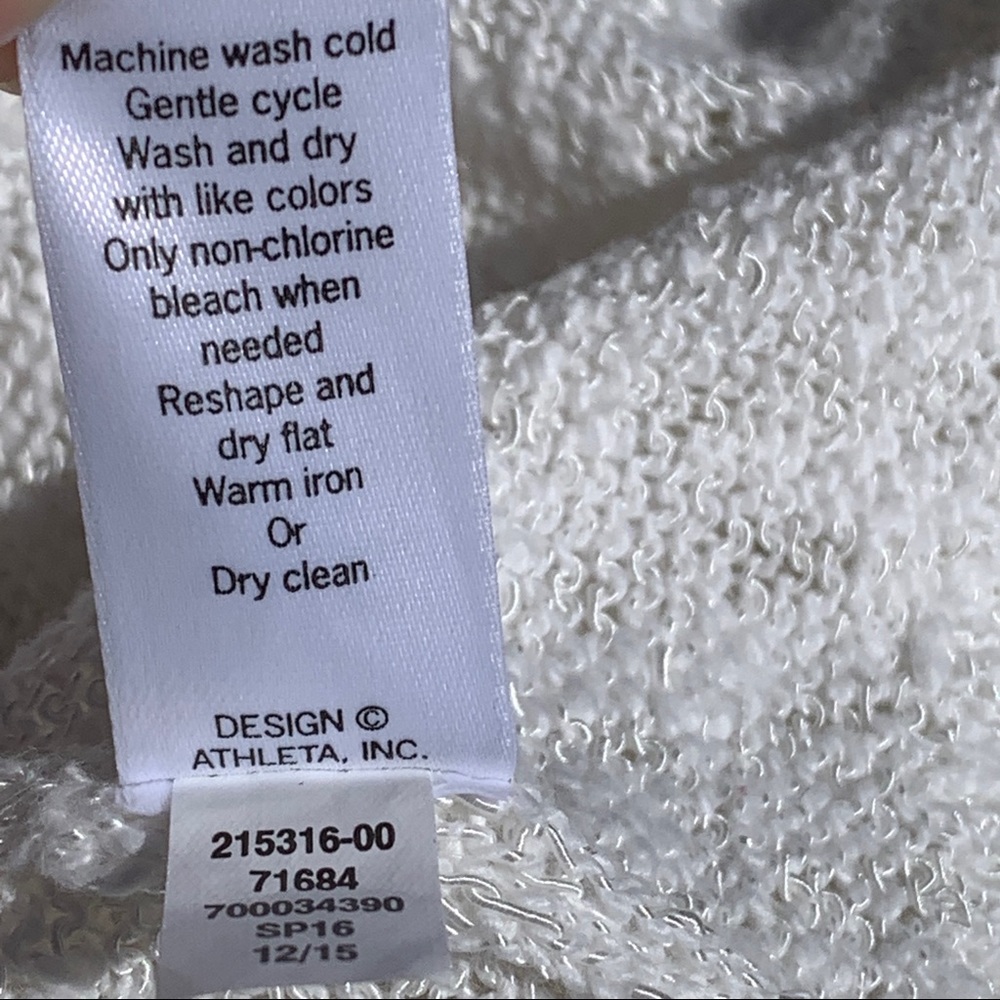 Machine wash cold
Gentle cycle
Wash and dry
with like colors
Only non-chlorine
bleach when
needed
Reshape and
dry flat
Warm iron
Or
Dry clean
DESIGN ©
ATHLETA, INC.
215316-00
71684
700034390
SP16
12/15